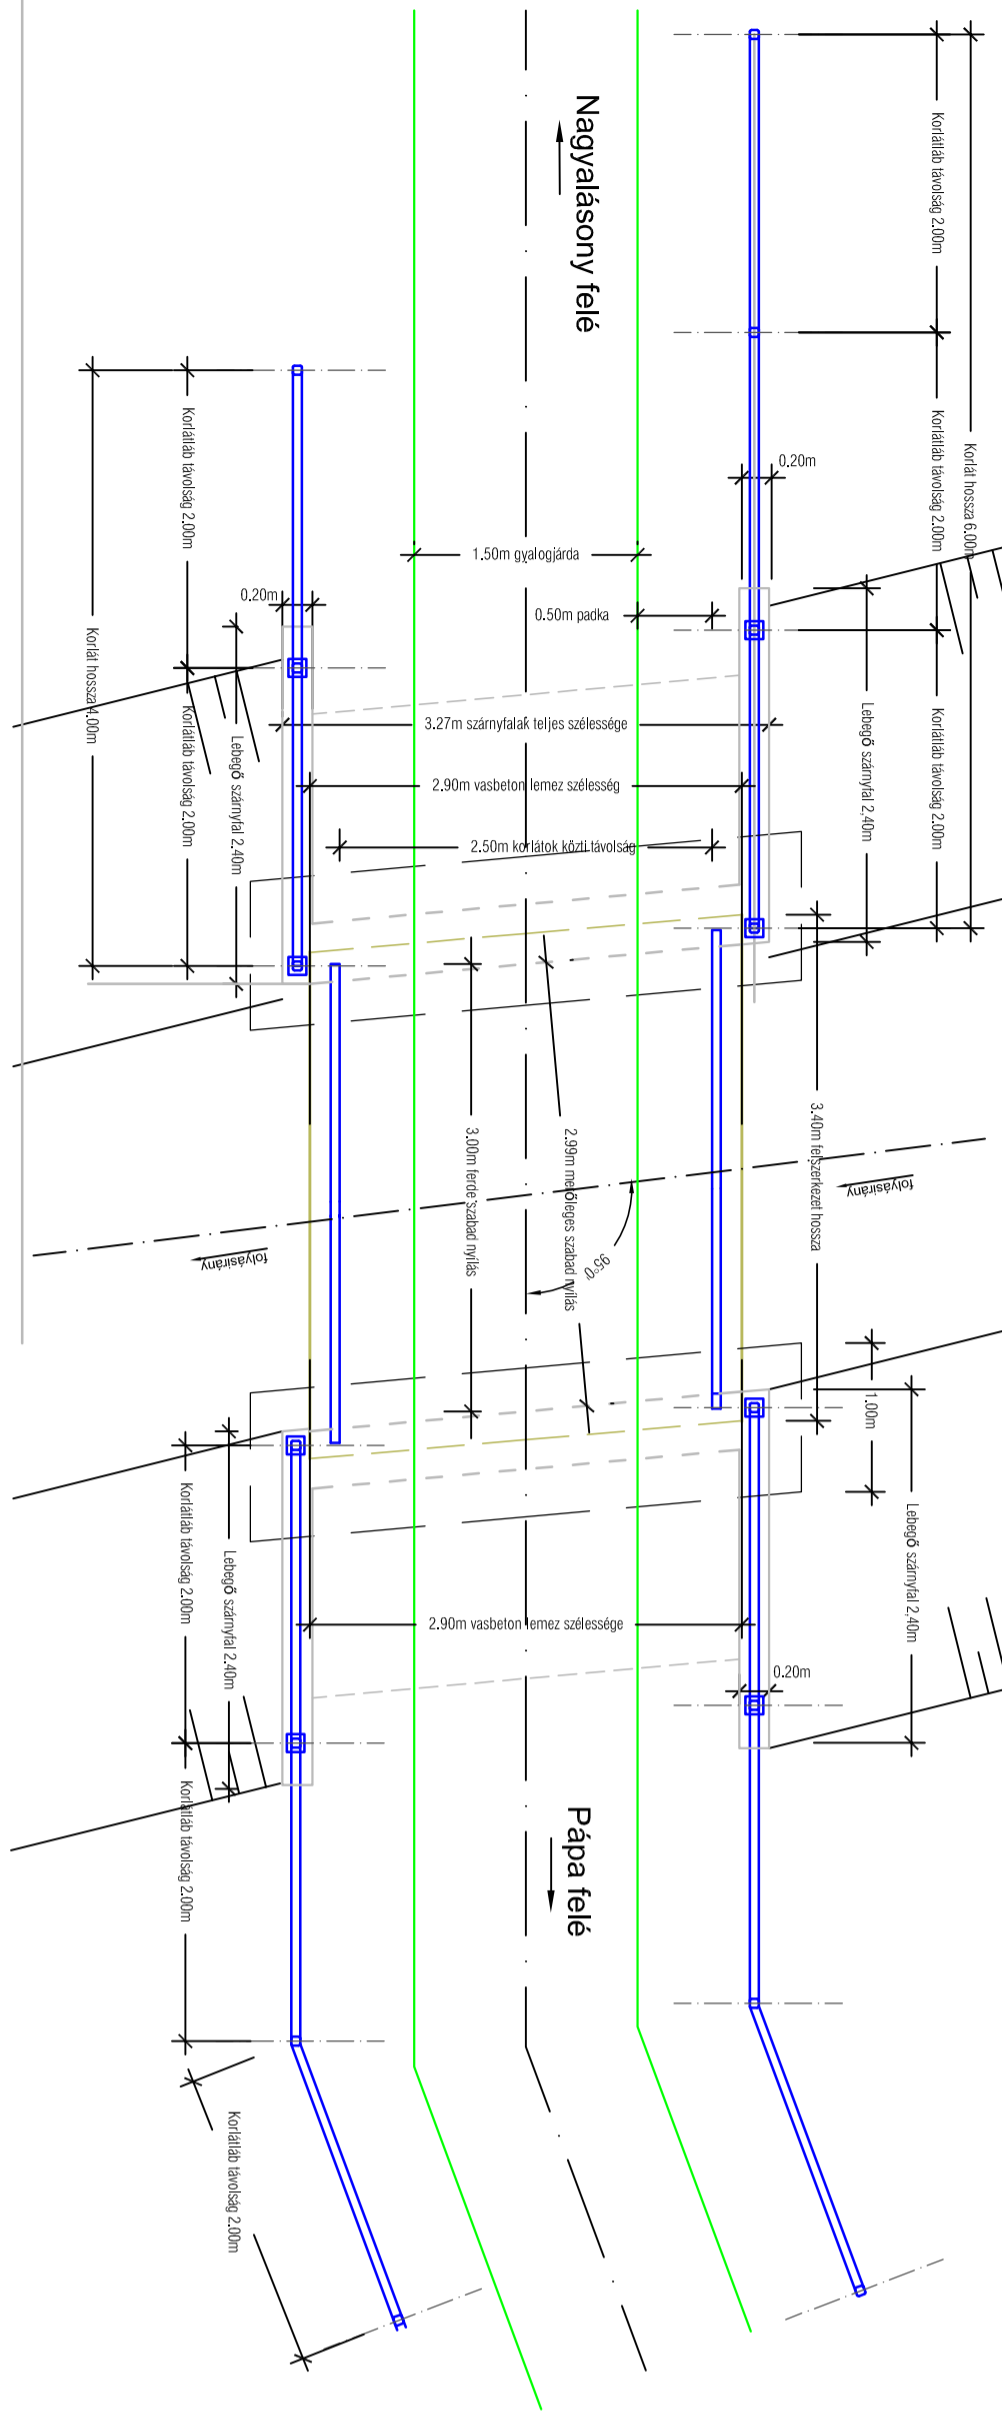 Nagyalásony felé
Korlátláb távolság 2.00m
Korlátláb távolság 2.00m
Korlát hossza 6.00m
0.20m
Korlátláb távolság 2.00m
1.50m gyalogjárda
0.20m
0.50m padka
Korlát hossza 4.00m
Korlátláb távolság 2.00m
Lebegő szárnyfal 2.40m
3.27m szárnyfalak teljes szélessége
Lebegő szárnyfal 2,40m
Korlátláb távolság 2.00m
2.90m vasbeton lemez szélesség
2.50m korlátok közti távolság
3.00m ferde szabad nyílás
2.99m merőleges szabad nyílás
3.40m felszerkezet hossza
folyásirány
folyásirány
95°0'
1.00m
Korlátláb távolság 2.00m
Lebegő szárnyfal 2.40m
Lebegő szárnyfal 2,40m
2.90m vasbeton lemez szélessége
0.20m
Korlátláb távolság 2.00m
Pápa felé
Korlátláb távolság 2.00m